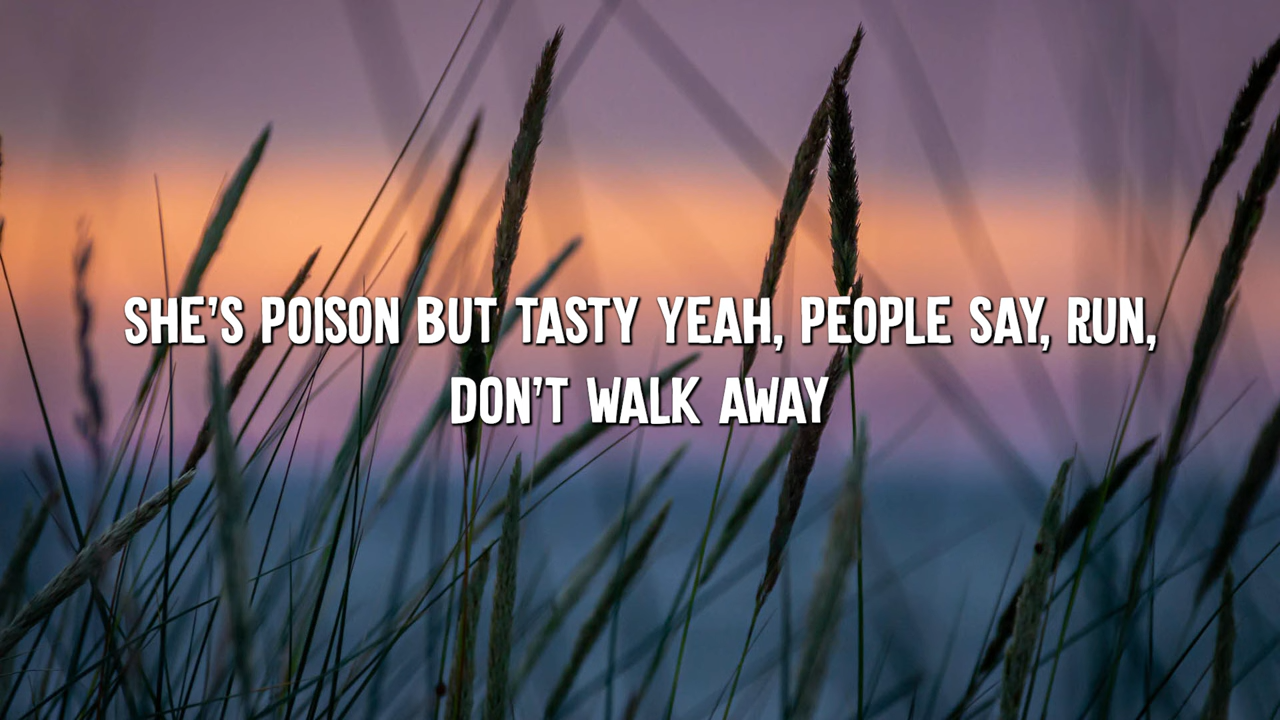 SHE'S POISON BUT TASTY YEAH, PEOPLE SAY, RUN,
DON'T WALK AWAY